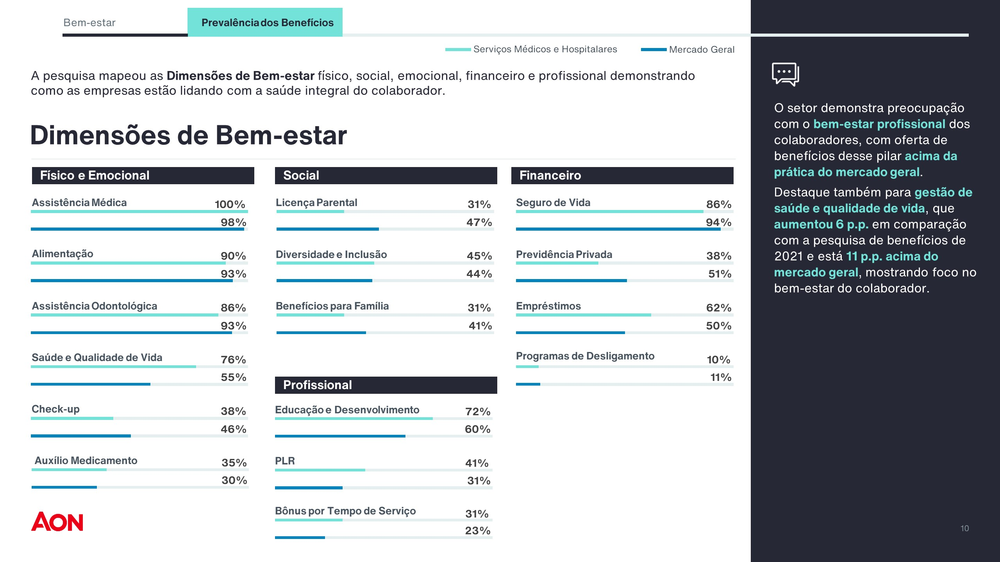 Bem-estar
Prevalência dos Benefícios
Serviços Médicos e Hospitalares
Mercado Geral
A pesquisa mapeou as Dimensões de Bem-estar físico, social, emocional, financeiro e profissional demonstrando
como as empresas estão lidando com a saúde integral do colaborador.
Dimensões de Bem-estar
Físico e Emocional
Assistência Médica
100%
98%
Alimentação
90%
93%
Assistência Odontológica
86%
93%
Saúde e Qualidade de Vida
76%
55%
Check-up
38%
46%
Auxílio Medicamento
35%
30%
Social
Licença Parental
31%
47%
Diversidade e Inclusão
45%
44%
Benefícios para Família
31%
41%
Profissional
Educação e Desenvolvimento
72%
60%
PLR
41%
31%
Bônus por Tempo de Serviço
31%
23%
Financeiro
Seguro de Vida
86%
94%
Previdência Privada
38%
51%
Empréstimos
62%
50%
Programas de Desligamento
10%
11%
O setor demonstra preocupação
com o bem-estar profissional dos
colaboradores, com oferta de
benefícios desse pilar acima da
prática do mercado geral.
Destaque também para gestão de
saúde e qualidade de vida, que
aumentou 6 p.p. em comparação
com a pesquisa de benefícios de
2021 e está 11 p.p. acima do
mercado geral, mostrando foco no
bem-estar do colaborador.
AON
10